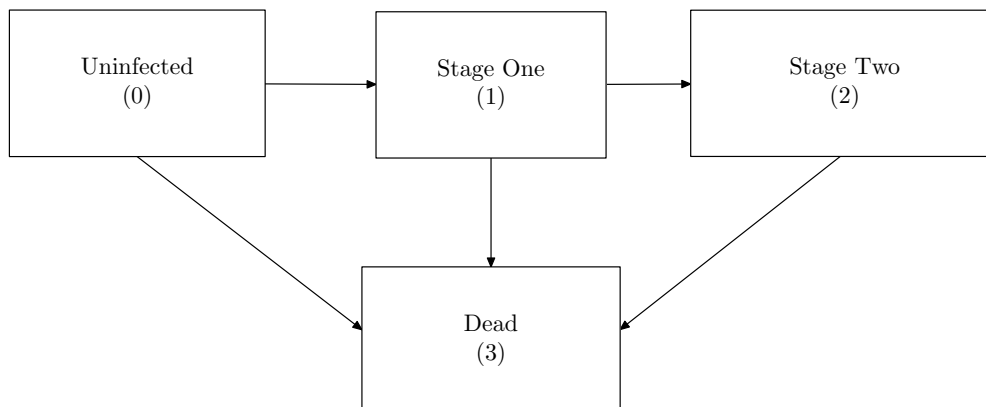 Uninfected
(0)
Stage One
(1)
Stage Two
(2)
Dead
(3)